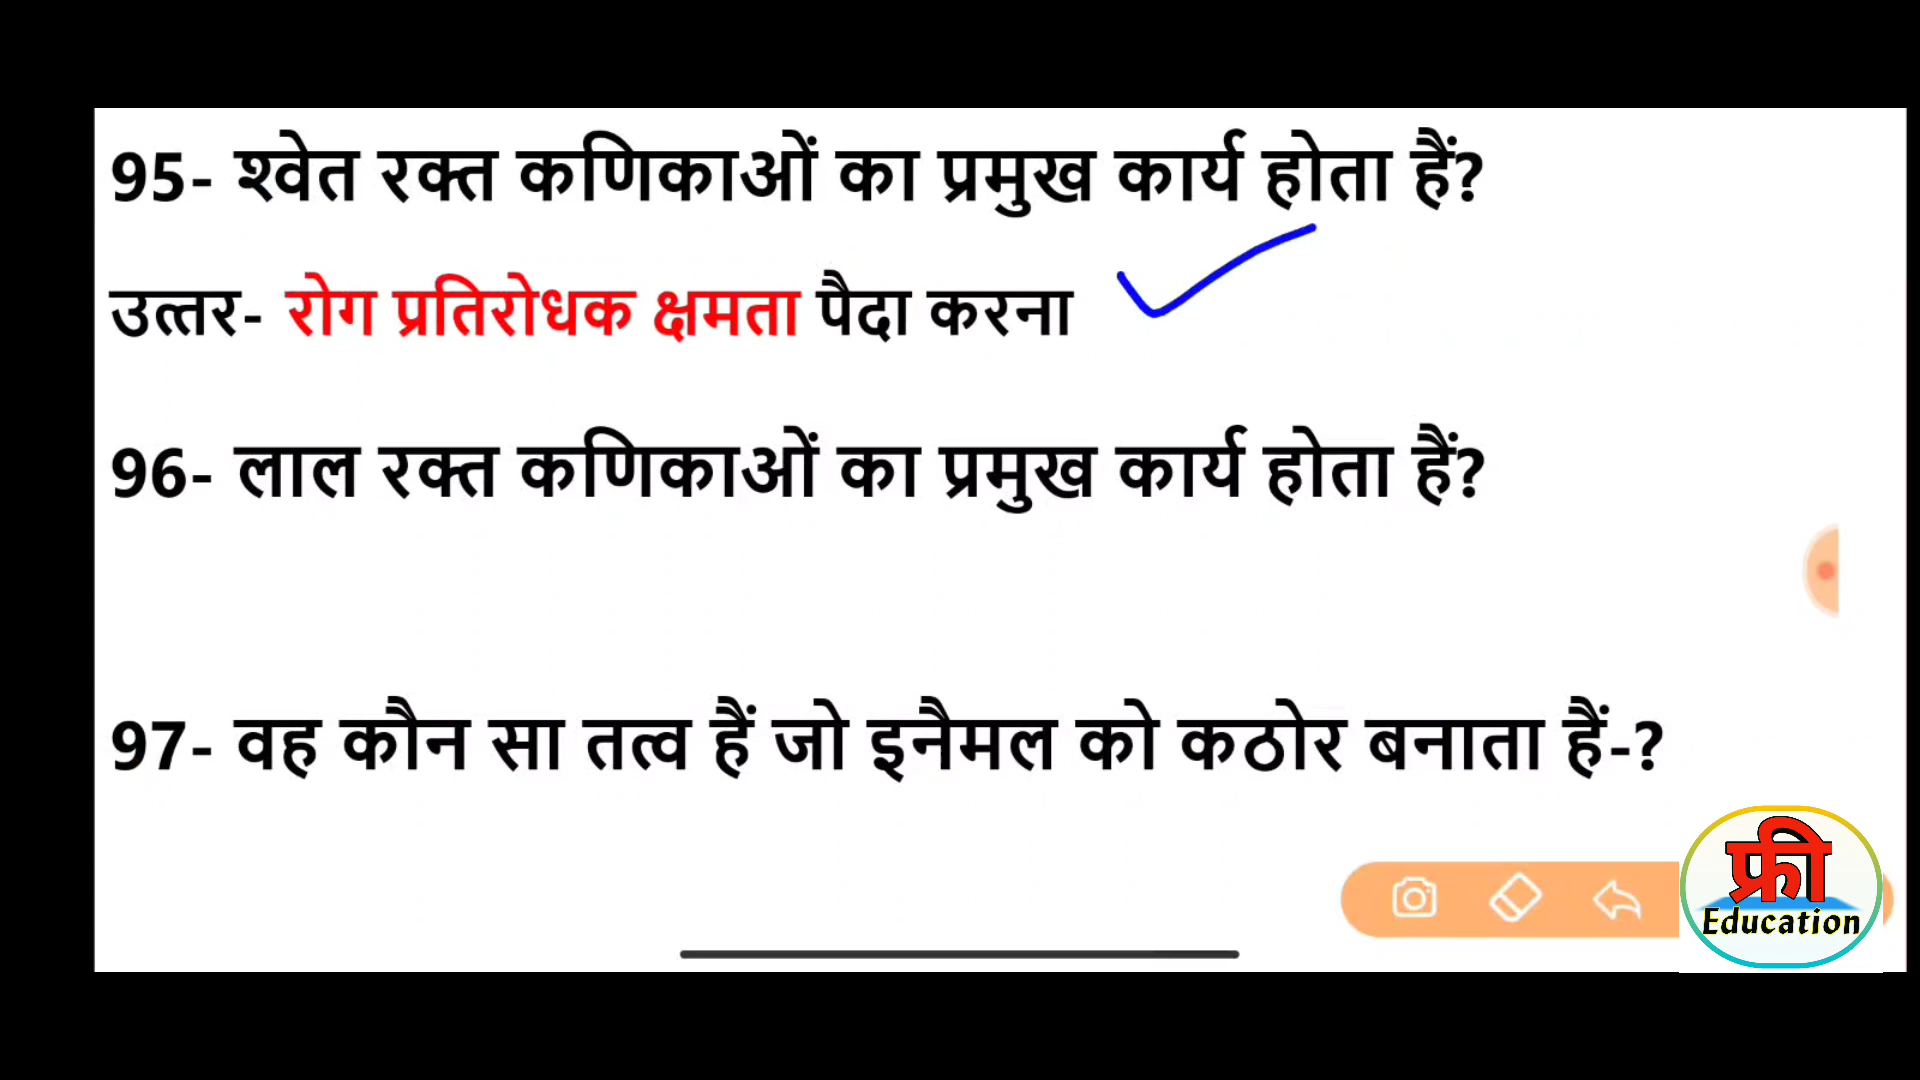 95- श्वेत रक्त कणिकाओं का प्रमुख कार्य होता हैं?
उत्तर- रोग प्रतिरोधक क्षमता पैदा करना
96- लाल रक्त कणिकाओं का प्रमुख कार्य होता हैं?
97- वह कौन सा तत्व हैं जो इनैमल को कठोर बनाता हैं-?
फ्री
Education